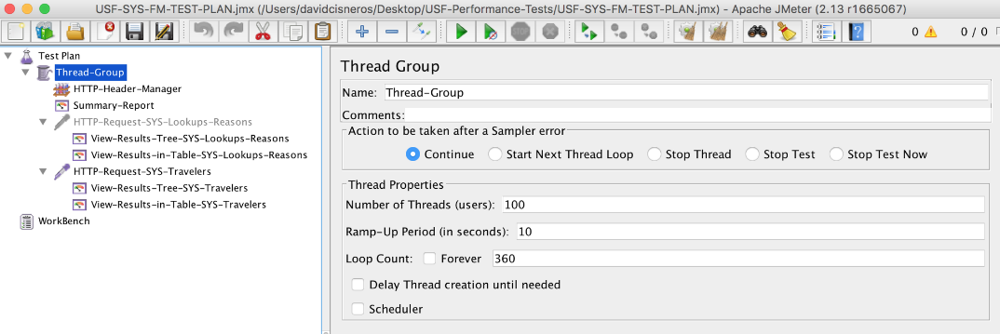 USF-SYS-FM-TEST-PLAN.jmx (/Users/davidcisneros/Desktop/USF-Performance-Tests/USF-SYS-FM-TEST-PLAN.jmx) - Apache JMeter (2.13 r1665067)
STOP
0
0 / 0
Test Plan
Thread-Group
HTTP-Header-Manager
Summary-Report
HTTP-Request-SYS-Lookups-Reasons
View-Results-Tree-SYS-Lookups-Reasons
View-Results-in-Table-SYS-Lookups-Reasons
HTTP-Request-SYS-Travelers
View-Results-Tree-SYS-Travelers
View-Results-in-Table-SYS-Travelers
WorkBench
Thread Group
Name: Thread-Group
Comments:
Action to be taken after a Sampler error
Continue Start Next Thread Loop Stop Thread Stop Test Stop Test Now
Thread Properties
Number of Threads (users): 100
Ramp-Up Period (in seconds): 10
Loop Count: Forever 360
Delay Thread creation until needed
Scheduler